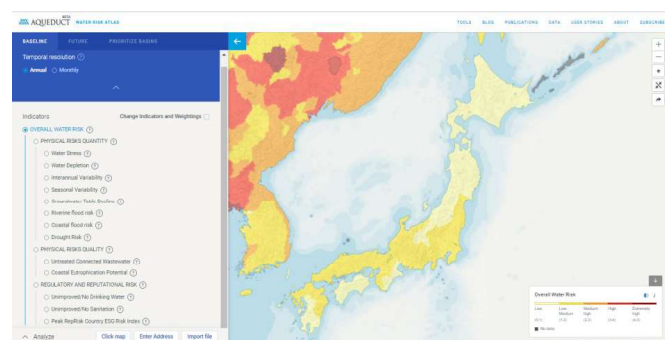 BETA
AQUEDUCT WATER RISK ATLAS
TOOLS BLOG PUBLICATIONS DATA USER STORIES ABOUT SUBSCRIBE
BASELINE FUTURE PRIORITIZE BASINS
Temporal resolution ?
Annual Monthly
Indicators Change Indicators and Weightings
OVERALL WATER RISK ?
PHYSICAL RISKS QUANTITY ?
Water Stress ?
Water Depletion ?
Interannual Variability ?
Seasonal Variability ?
Groundwater Table Decline ?
Riverine flood risk ?
Coastal flood risk ?
Drought Risk ?
PHYSICAL RISKS QUALITY ?
Untreated Connected Wastewater ?
Coastal Eutrophication Potential ?
REGULATORY AND REPUTATIONAL RISK ?
Unimproved/No Drinking Water ?
Unimproved/No Sanitation ?
Peak RepRisk Country ESG Risk Index ?
Analyze Click map Enter Address Import file
Overall Water Risk
Low Low Medium Medium high High Extremely high
No data